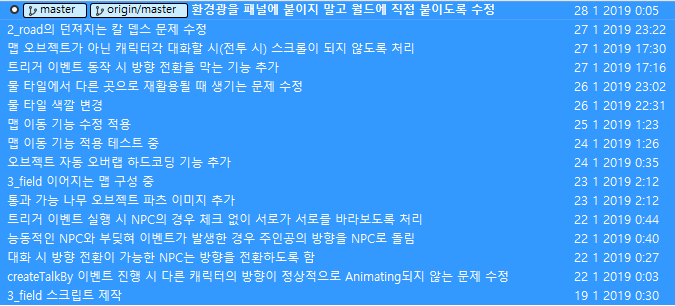 master origin/master 환경광을 패널에 붙이지 말고 월드에 직접 붙이도록 수정 28 1 2019 0:05
2_road의 던져지는 칼 뎁스 문제 수정 27 1 2019 23:22
맵 오브젝트가 아닌 캐릭터각 대화할 시(전투 시) 스크롤이 되지 않도록 처리 27 1 2019 17:30
트리거 이벤트 동작 시 방향 전환을 막는 기능 추가 27 1 2019 17:16
물 타일에서 다른 곳으로 재활용될 때 생기는 문제 수정 26 1 2019 23:02
물 타일 색깔 변경 26 1 2019 22:31
맵 이동 기능 수정 적용 25 1 2019 1:23
맵 이동 기능 적용 테스트 중 24 1 2019 1:26
오브젝트 자동 오버랩 하드코딩 기능 추가 24 1 2019 0:35
3_field 이어지는 맵 구성 중 23 1 2019 2:12
통과 가능 나무 오브젝트 파츠 이미지 추가 23 1 2019 2:12
트리거 이벤트 실행 시 NPC의 경우 체크 없이 서로가 서로를 바라보도록 처리 22 1 2019 0:44
능동적인 NPC와 부딪혀 이벤트가 발생한 경우 주인공의 방향을 NPC로 돌림 22 1 2019 0:40
대화 시 방향 전환이 가능한 NPC는 방향을 전환하도록 함 22 1 2019 0:27
createTalkBy 이벤트 진행 시 다른 캐릭터의 방향이 정상적으로 Animating되지 않는 문제 수정 22 1 2019 0:03
3_field 스크립트 제작 19 1 2019 0:30